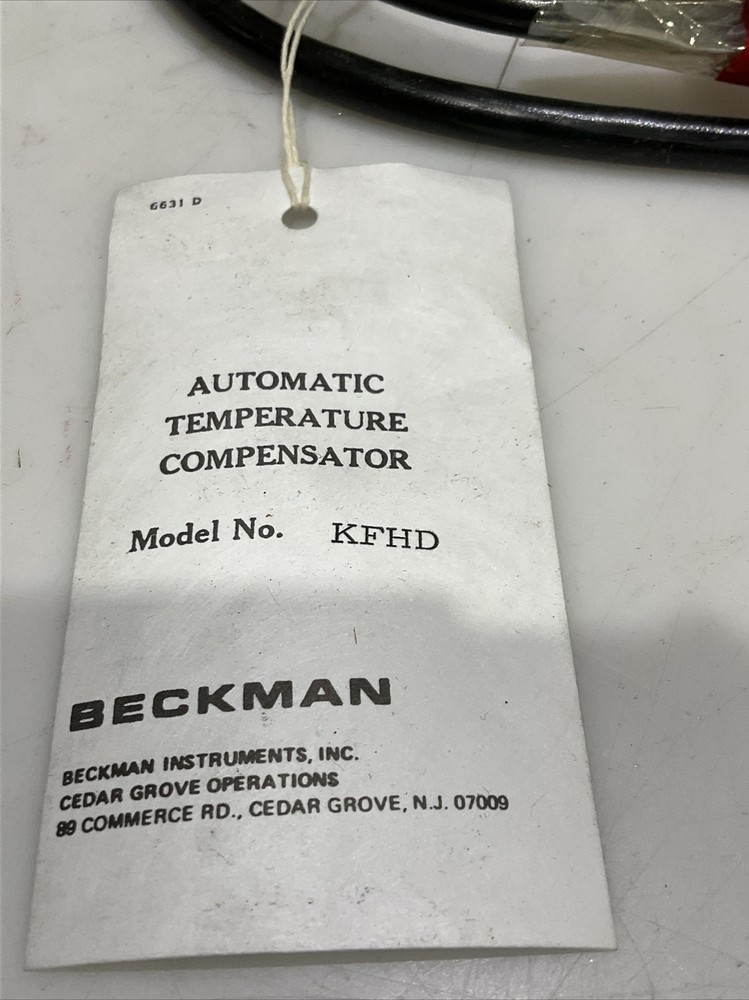 6631 D
AUTOMATIC
TEMPERATURE
COMPENSATOR
Model No. KFHD
BECKMAN
BECKMAN INSTRUMENTS, INC.
CEDAR GROVE OPERATIONS
89 COMMERCE RD., CEDAR GROVE, N.J. 07009